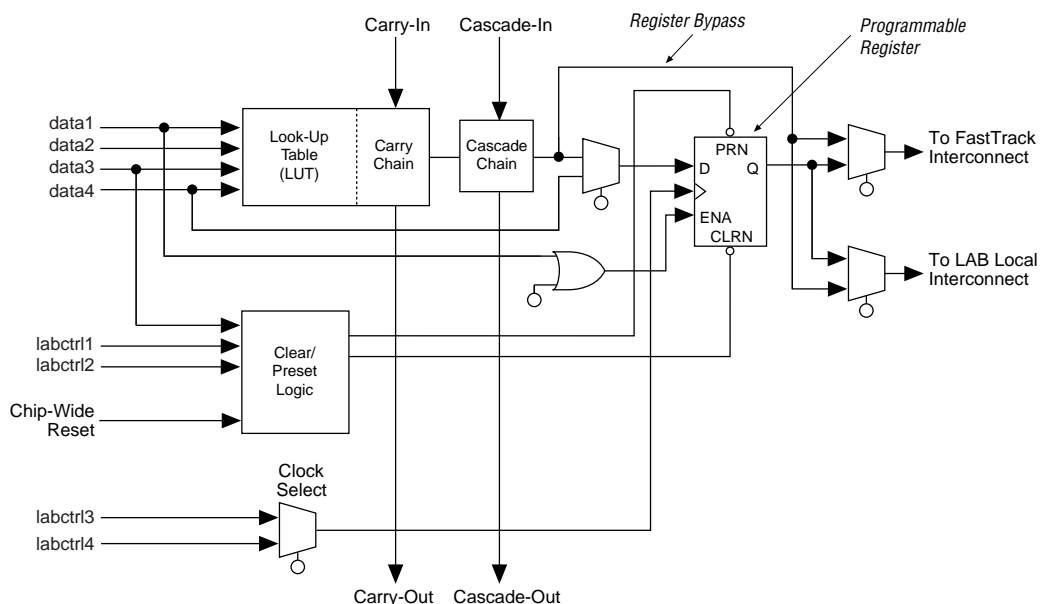 Carry-In
Cascade-In
Register Bypass
Programmable
Register
data1
data2
data3
data4
Look-Up
Table
(LUT)
Carry
Chain
Cascade
Chain
PRN
D
Q
ENA
CLRN
To FastTrack
Interconnect
To LAB Local
Interconnect
labctrl1
labctrl2
Clear/
Preset
Logic
Chip-Wide
Reset
Clock
Select
labctrl3
labctrl4
Carry-Out
Cascade-Out